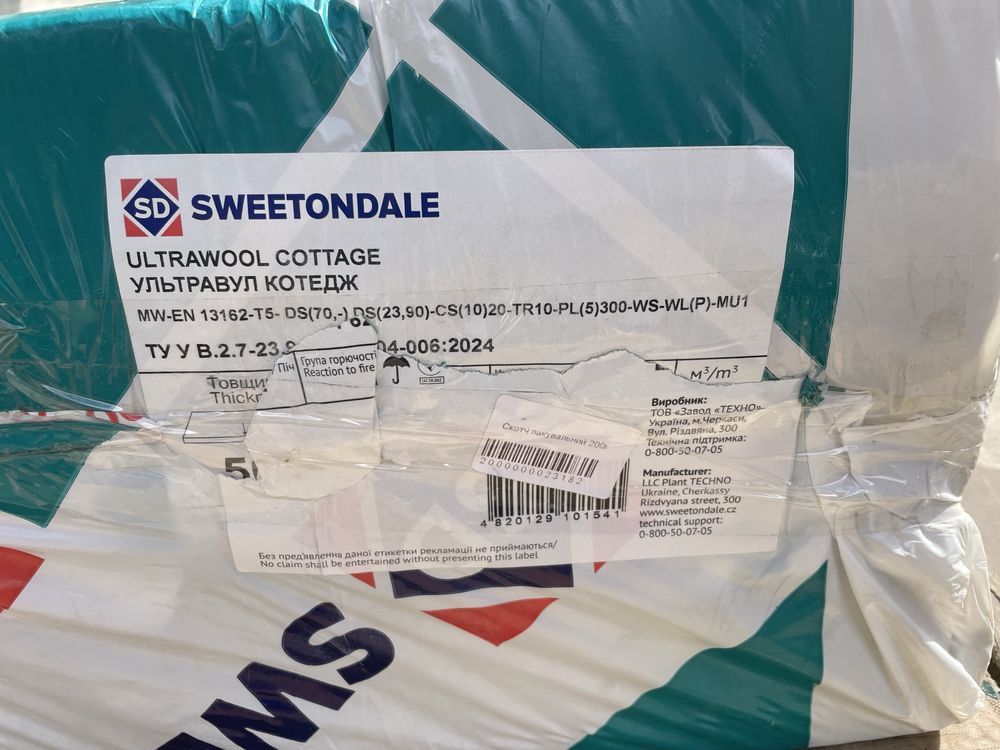 SD SWEETONDALE
ULTRAWOOL COTTAGE
УЛЬТРАВУЛ КОТЕДЖ
MW-EN 13162-T5- DS(70,-) DS(23,90)-CS(10)20-TR10-PL(5)300-WS-WL(P)-MU1
ТУ У В.2.7-23,9 04-006:2024
Група горючості
Reaction to fire
м³/m³
Товщи
Thickr
Виробник:
ТОВ «Завод «ТЕХНО»
Україна, м.Черкаси,
Вул. Різдвяна, 300
Технічна підтримка:
0-800-50-07-05
Скотч пакувальний 200м
2000000023182
4 820129 101541
Manufacturer:
LLC Plant TECHNO
Ukraine, Cherkassy
Rizdvyana street, 300
www.sweetondale.cz
technical support:
0-800-50-07-05
Без пред'явлення даної етикетки рекламації не приймаються/
No claim shall be entertained without presenting this label
SWM